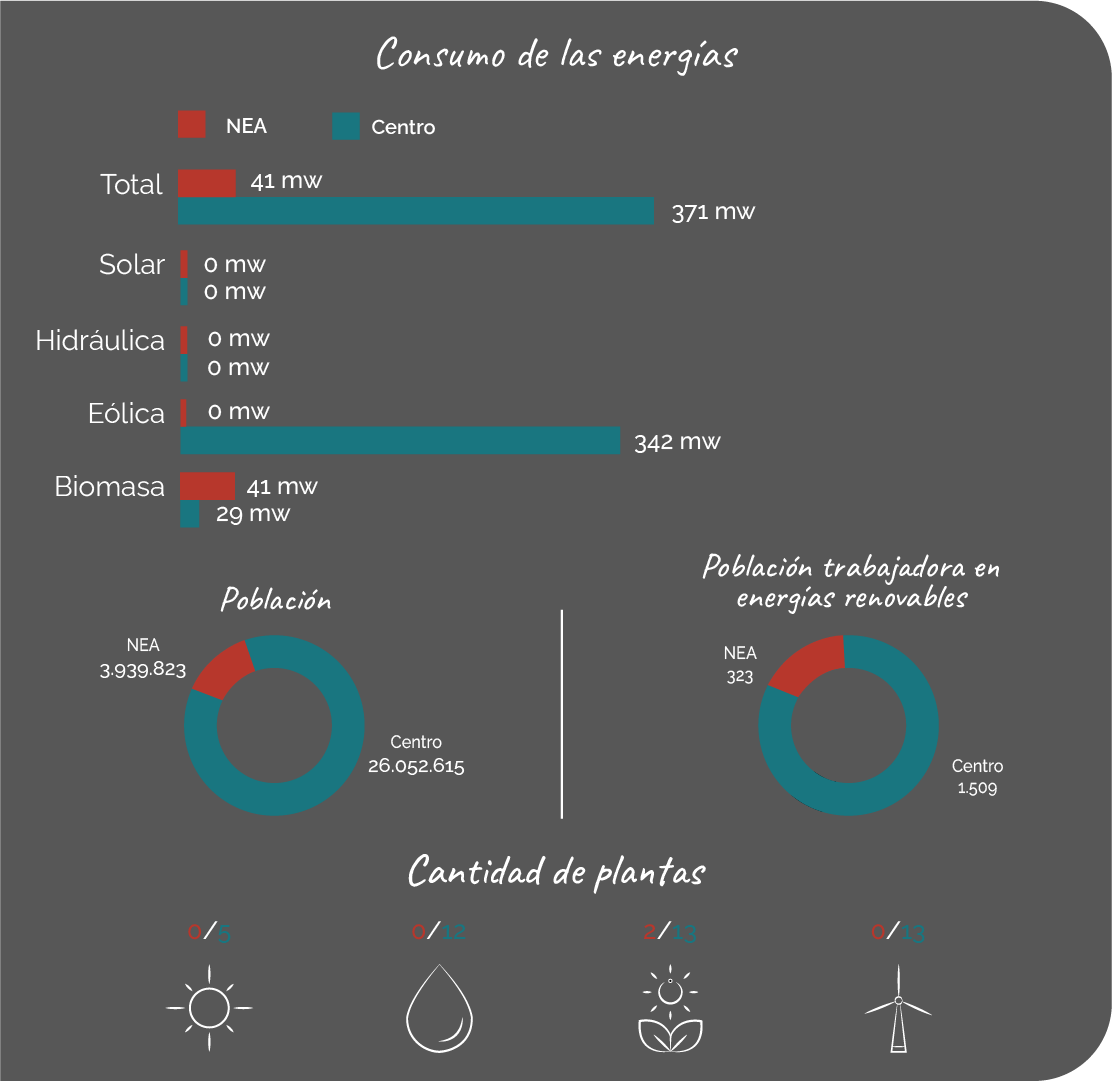 Consumo de las energías
NEA
Centro
Total
41 mw
371 mw
Solar
0 mw
0 mw
Hidráulica
0 mw
0 mw
Eólica
0 mw
342 mw
Biomasa
41 mw
29 mw
Población
NEA
3.939.823
Centro
26.052.615
Población trabajadora en
energías renovables
NEA
323
Centro
1.509
Cantidad de plantas
0/5
0/12
2/13
0/13